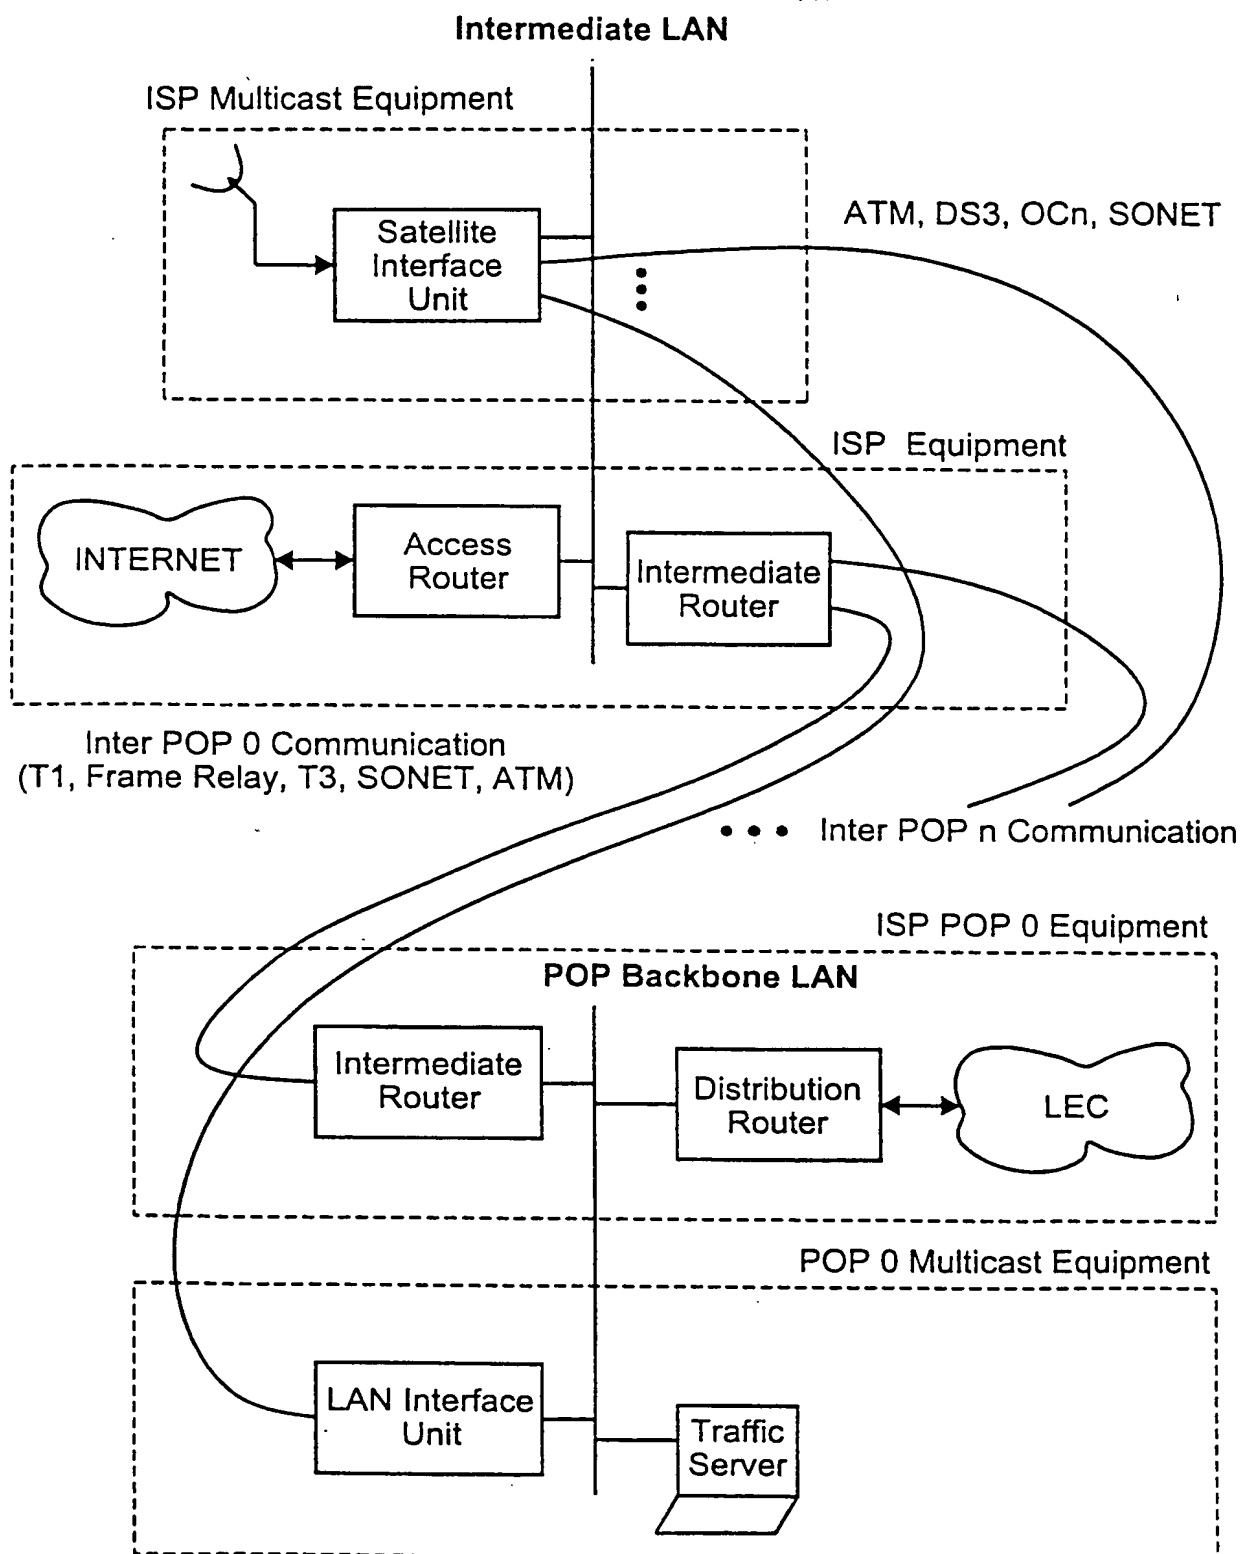 Intermediate LAN
ISP Multicast Equipment
Satellite
Interface
Unit
ATM, DS3, OCn, SONET
ISP Equipment
INTERNET
Access
Router
Intermediate
Router
Inter POP 0 Communication
(T1, Frame Relay, T3, SONET, ATM)
Inter POP n Communication
ISP POP 0 Equipment
POP Backbone LAN
Intermediate
Router
Distribution
Router
LEC
POP 0 Multicast Equipment
LAN Interface
Unit
Traffic
Server